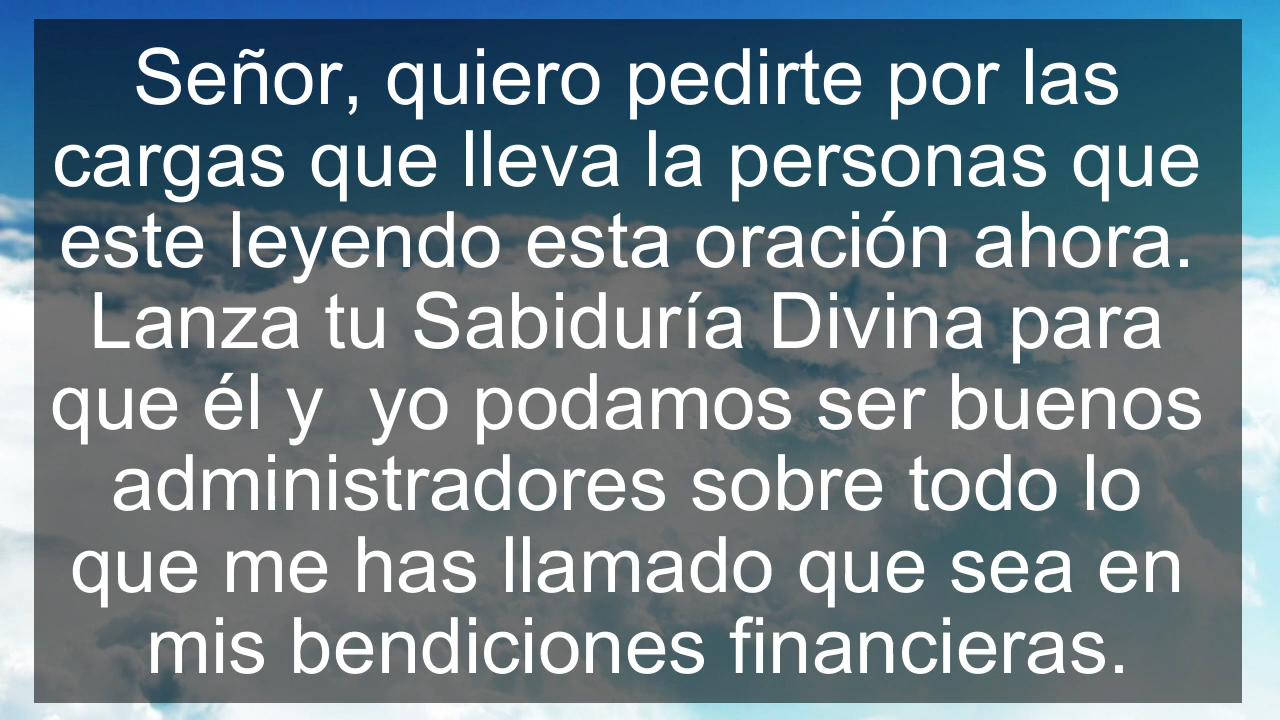 Señor, quiero pedirte por las
cargas que lleva la personas que
este leyendo esta oración ahora.
Lanza tu Sabiduría Divina para
que él y  yo podamos ser buenos
administradores sobre todo lo
que me has llamado que sea en
mis bendiciones financieras.